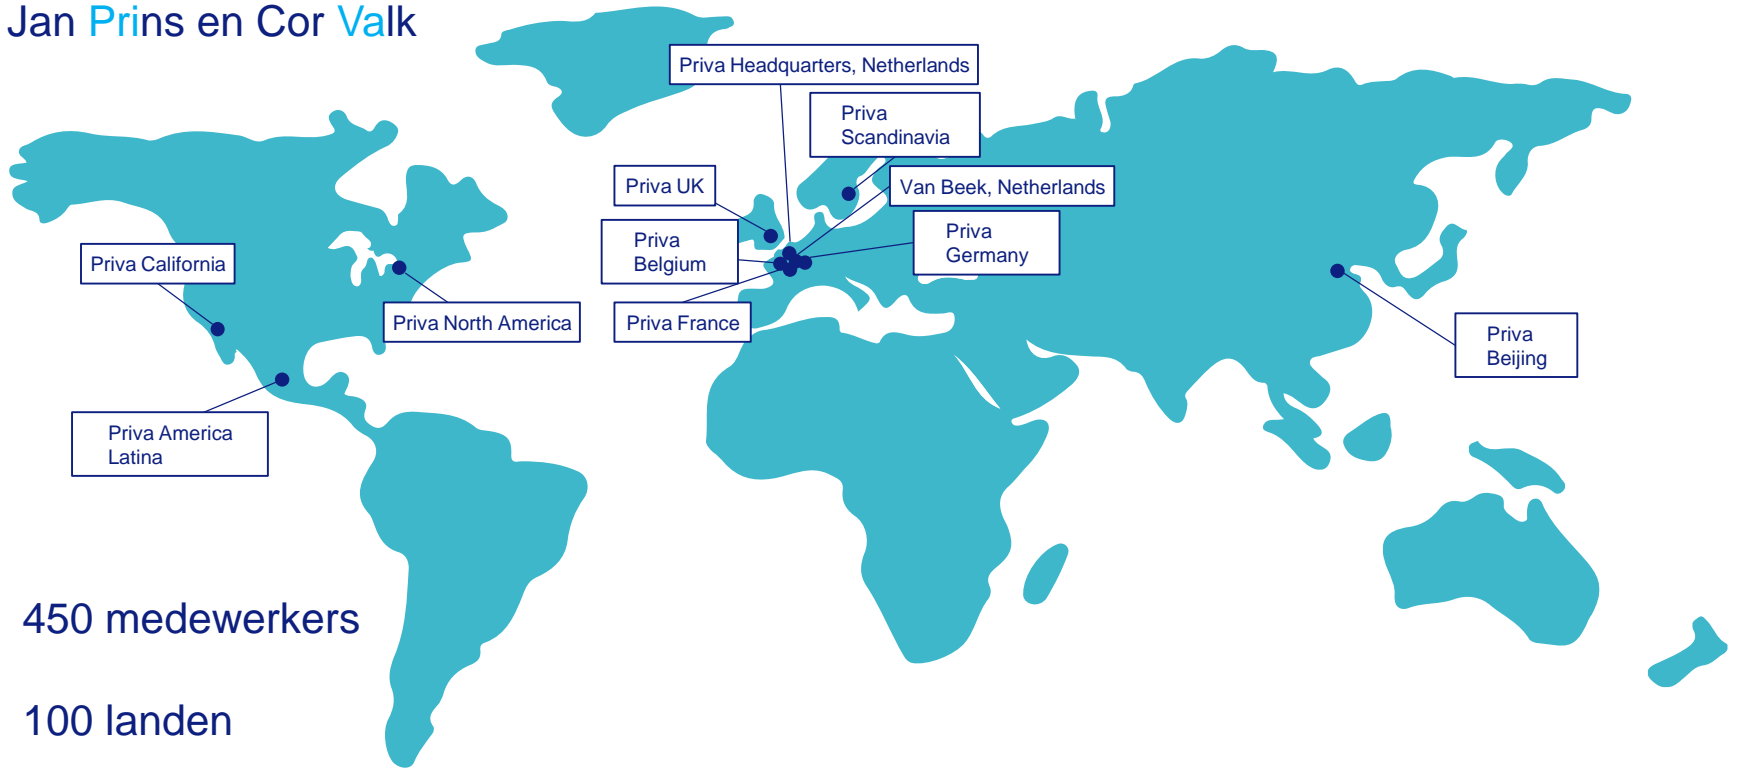 Jan Prins en Cor Valk
Priva Headquarters, Netherlands
Priva
Scandinavia
Priva UK
Van Beek, Netherlands
Priva
Belgium
Priva
Germany
Priva California
Priva North America
Priva France
Priva
Beijing
Priva America
Latina
450 medewerkers
100 landen